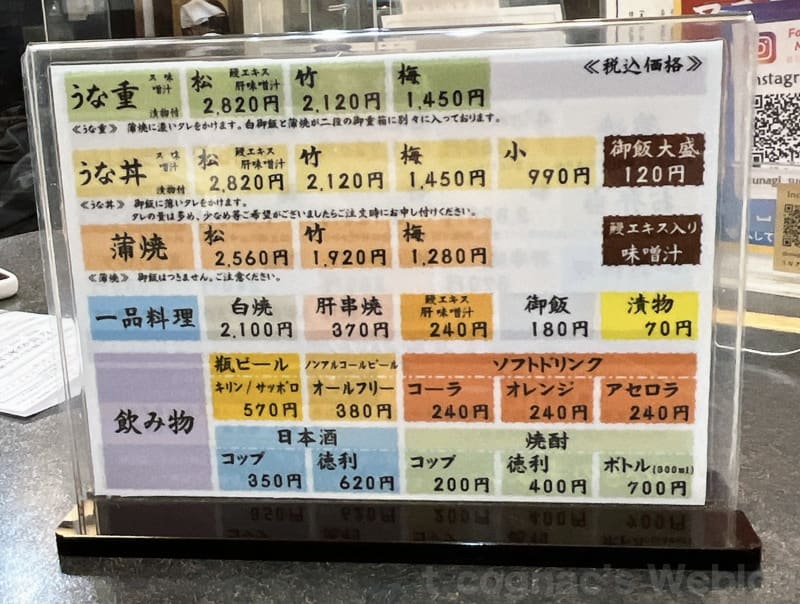 ≪税込価格≫
うな重 味噌汁 漬物付 松 鰻エキス肝味噌汁 2,820円 竹 2,120円 梅 1,450円
≪うな重≫ 蒲焼に濃いタレをかけます。白御飯と蒲焼が二段の御重箱に別々に入っております。
うな丼 味噌汁 漬物付 松 鰻エキス肝味噌汁 2,820円 竹 2,120円 梅 1,450円 小 990円 御飯大盛 120円
≪うな丼≫ 御飯に薄いタレをかけます。
タレの量は多め、少なめ等ご希望がございましたらご注文時にお申し付けください。
蒲焼 松 2,560円 竹 1,920円 梅 1,280円 鰻エキス入り 味噌汁
≪蒲焼≫ 御飯はつきません。ご注意ください。
一品料理 白焼 2,100円 肝串焼 370円 鰻エキス肝味噌汁 240円 御飯 180円 漬物 70円
飲み物
瓶ビール ノンアルコールビール ソフトドリンク
キリン/サッポロ 570円 オールフリー 380円 コーラ 240円 オレンジ 240円 アセロラ 240円
日本酒 焼酎
コップ 350円 徳利 620円 コップ 200円 徳利 400円 ボトル(300ml) 700円
t cognac's Weblog